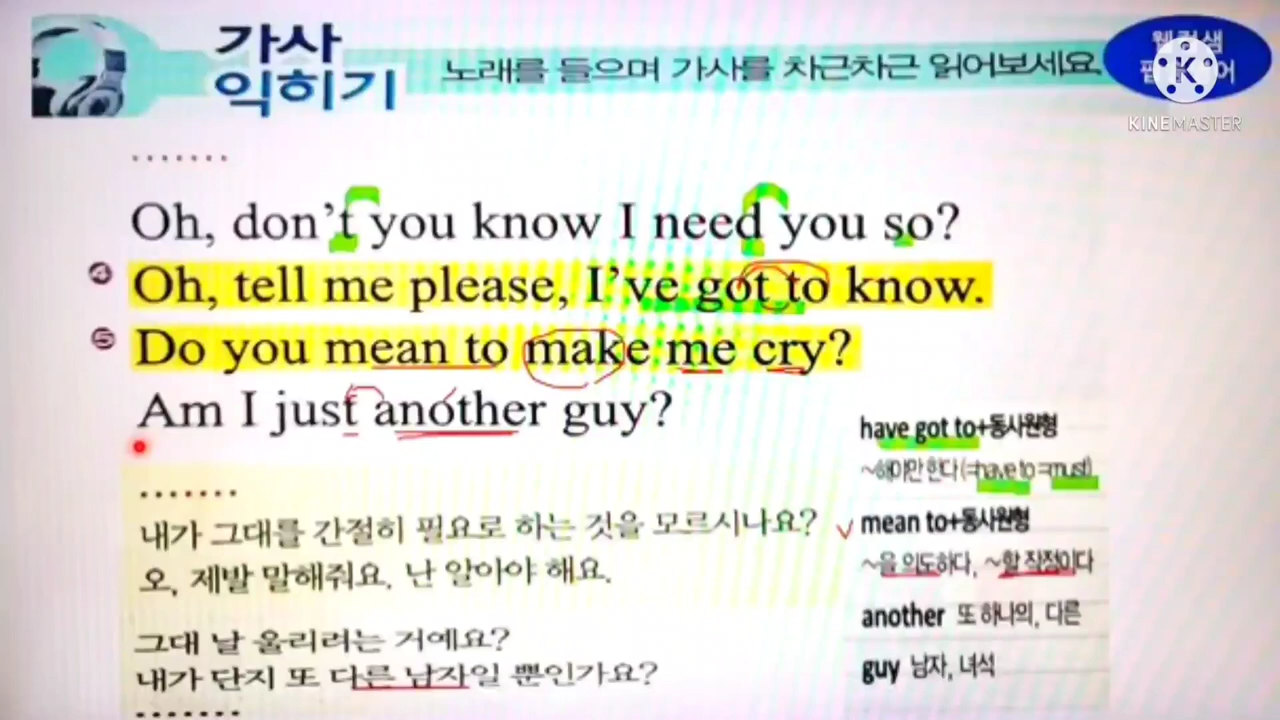 가사
익히기
노래를 들으며 가사를 차근차근 읽어보세요.
KINEMASTER
.......
Oh, don't you know I need you so?
④ Oh, tell me please, I've got to know.
⑤ Do you mean to make me cry?
Am I just another guy?
.......
내가 그대를 간절히 필요로 하는 것을 모르시나요?
오, 제발 말해줘요, 난 알아야 해요.
그대 날 울리려는 거예요?
내가 단지 또 다른 남자일 뿐인가요?
.......
have got to+동사원형
~해야만 한다(=have to =must)
mean to+동사원형
~을 의도하다, ~할 작정이다
another 또 하나의, 다른
guy 남자, 녀석